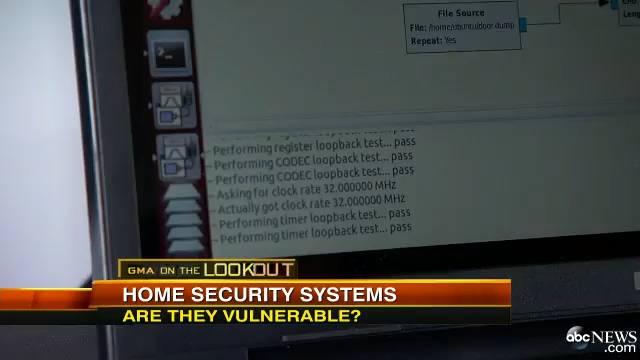 File Source
File: /home/ubuntu/door.dump
Repeat: Yes
- Performing register loopback test... pass
- Performing CODEC loopback test... pass
- Performing CODEC loopback test... pass
- Asking for clock rate 32.000000 MHz
- Actually got clock rate 32.000000 MHz
- Performing timer loopback test... pass
- Performing timer loopback test... pass
GMA ON THE LOOKOUT
HOME SECURITY SYSTEMS
ARE THEY VULNERABLE?
abcNEWS
.com